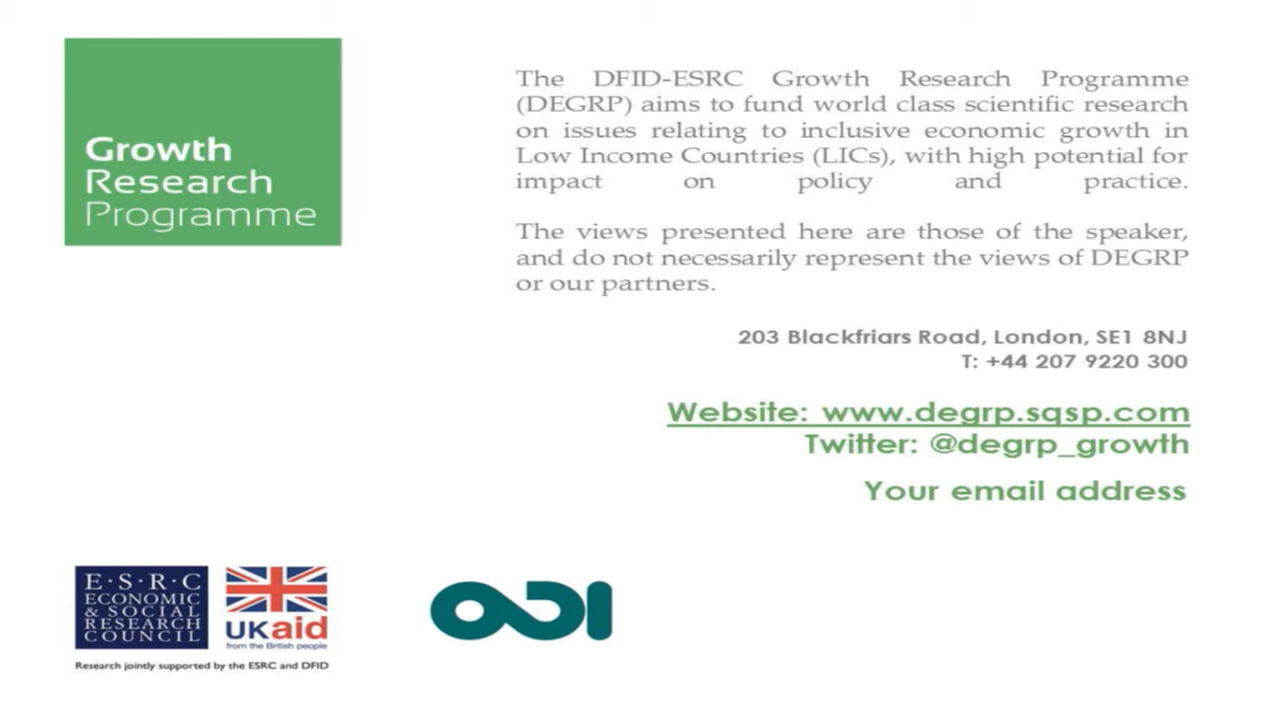 Growth
Research
Programme
The DFID-ESRC Growth Research Programme
(DEGRP) aims to fund world class scientific research
on issues relating to inclusive economic growth in
Low Income Countries (LICs), with high potential for
impact on policy and practice.
The views presented here are those of the speaker,
and do not necessarily represent the views of DEGRP
or our partners.
203 Blackfriars Road, London, SE1 8NJ
T: +44 207 9220 300
Website: www.degrp.sqsp.com
Twitter: @degrp_growth
Your email address
E·S·R·C
ECONOMIC
& SOCIAL
RESEARCH
COUNCIL
UKaid
from the British people
Research jointly supported by the ESRC and DFID
ODI